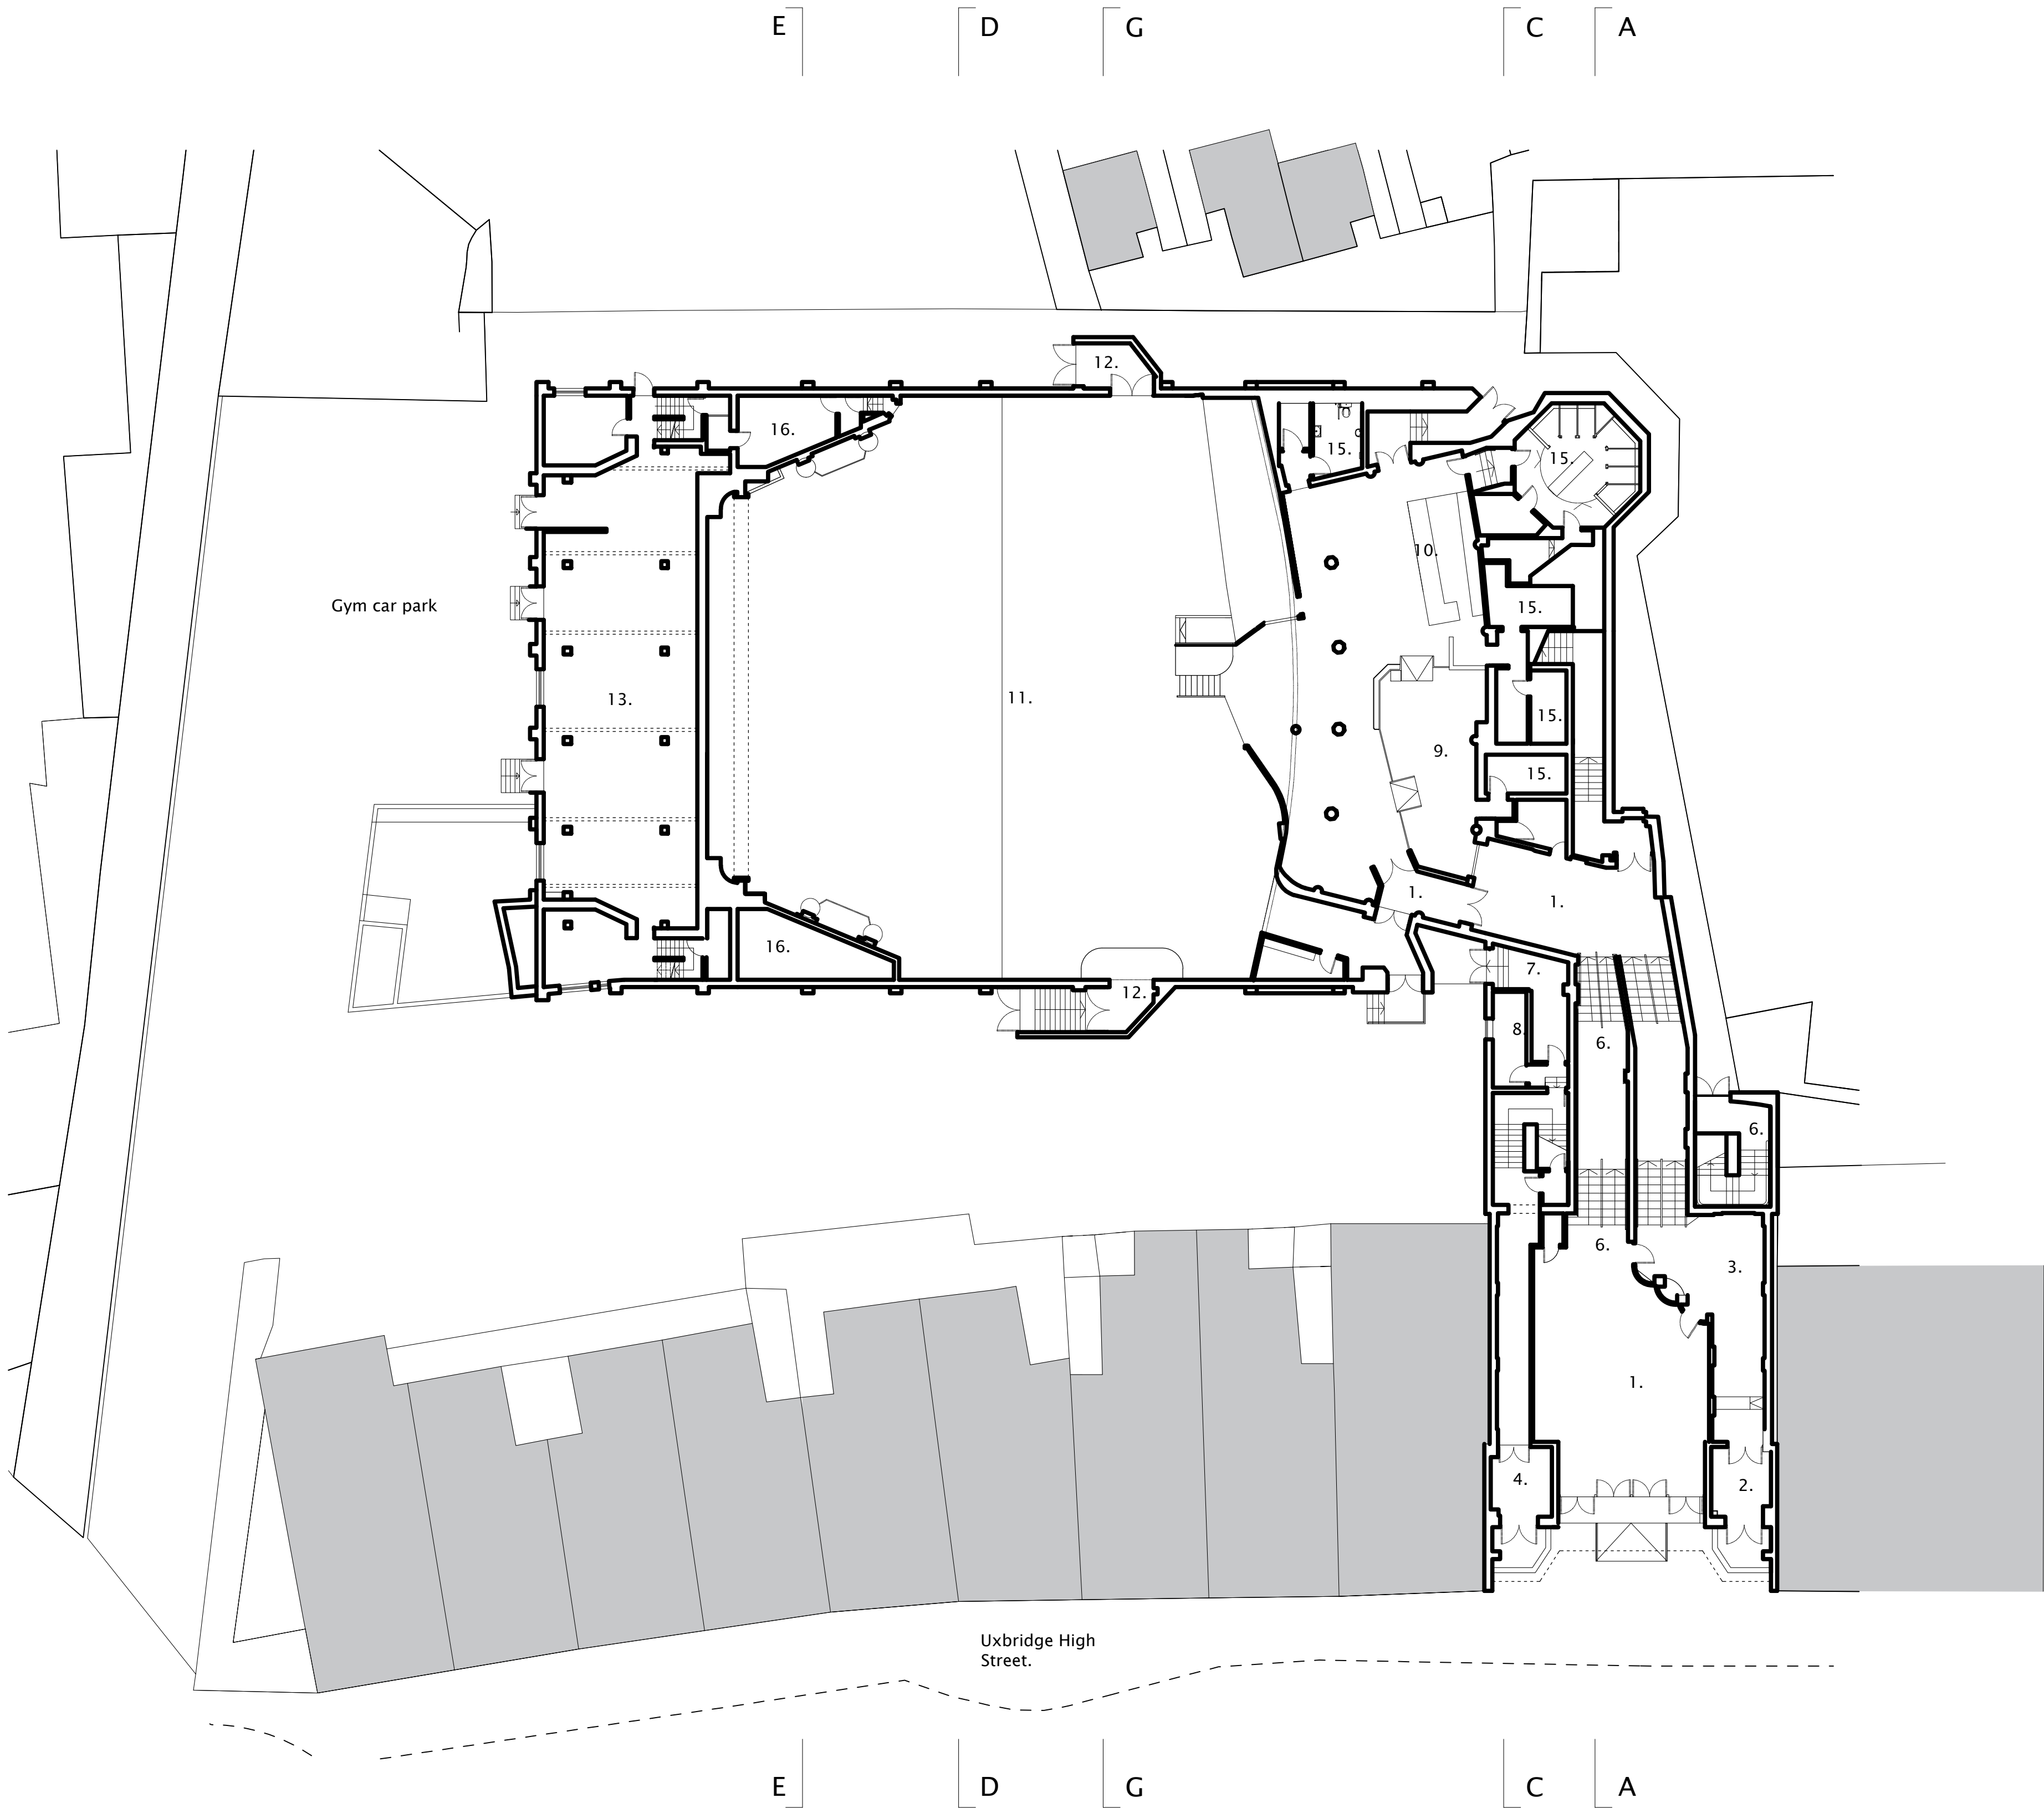 E
D
G
C
A
12.
16.
15.
15.
10.
Gym car park
15.
13.
11.
15.
9.
15.
1.
1.
16.
7.
12.
8.
6.
6.
6.
3.
1.
4.
2.
Uxbridge High
Street.
E
D
G
C
A